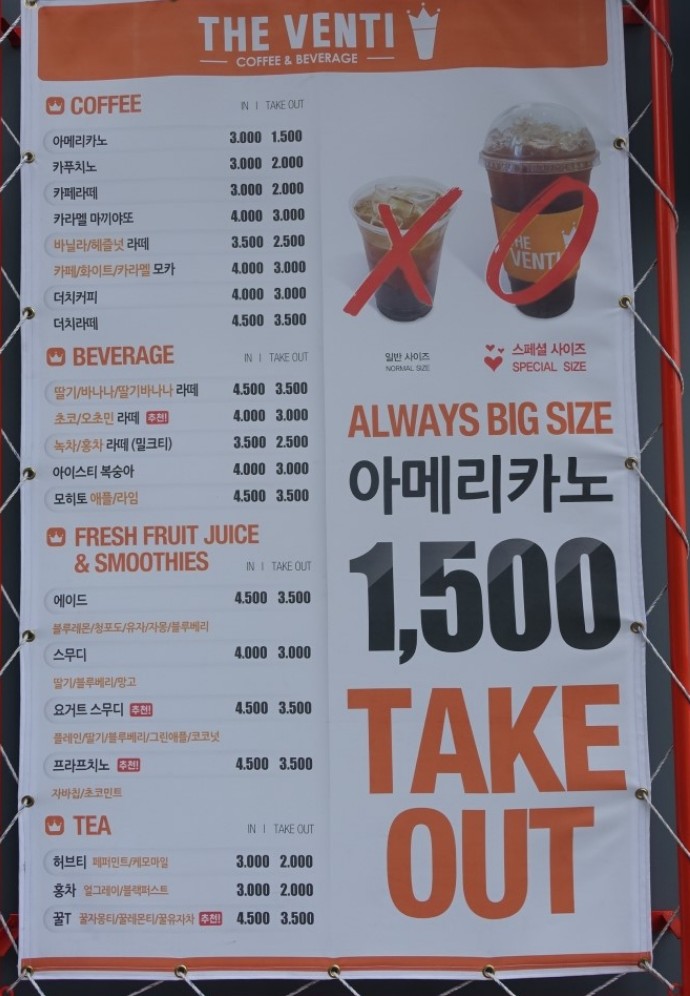 THE VENTI
COFFEE & BEVERAGE
COFFEE IN | TAKE OUT
아메리카노 3.000 1.500
카푸치노 3.000 2.000
카페라떼 3.000 2.000
카라멜 마끼야또 4.000 3.000
바닐라/헤즐넛 라떼 3.500 2.500
카페/화이트/카라멜 모카 4.000 3.000
더치커피 4.000 3.000
더치라떼 4.500 3.500
BEVERAGE IN | TAKE OUT
딸기/바나나/딸기바나나 라떼 4.500 3.500
초코/오초민 라떼 추천! 4.000 3.000
녹차/홍차 라떼 (밀크티) 3.500 2.500
아이스티 복숭아 4.000 3.000
모히토 애플/라임 4.500 3.500
FRESH FRUIT JUICE
& SMOOTHIES IN | TAKE OUT
에이드 4.500 3.500
블루레몬/청포도/유자/자몽/블루베리
스무디 4.000 3.000
딸기/블루베리/망고
요거트 스무디 추천! 4.500 3.500
플레인/딸기/블루베리/그린애플/코코넛
프라프치노 추천! 4.500 3.500
자바칩/초코민트
TEA IN | TAKE OUT
허브티 페퍼민트/케모마일 3.000 2.000
홍차 얼그레이/블랙퍼스트 3.000 2.000
꿀T 꿀자몽티/꿀레몬티/꿀유자차 추천! 4.500 3.500
THE VENTI
일반 사이즈
NORMAL SIZE
스페셜 사이즈
SPECIAL SIZE
ALWAYS BIG SIZE
아메리카노
1,500
TAKE
OUT